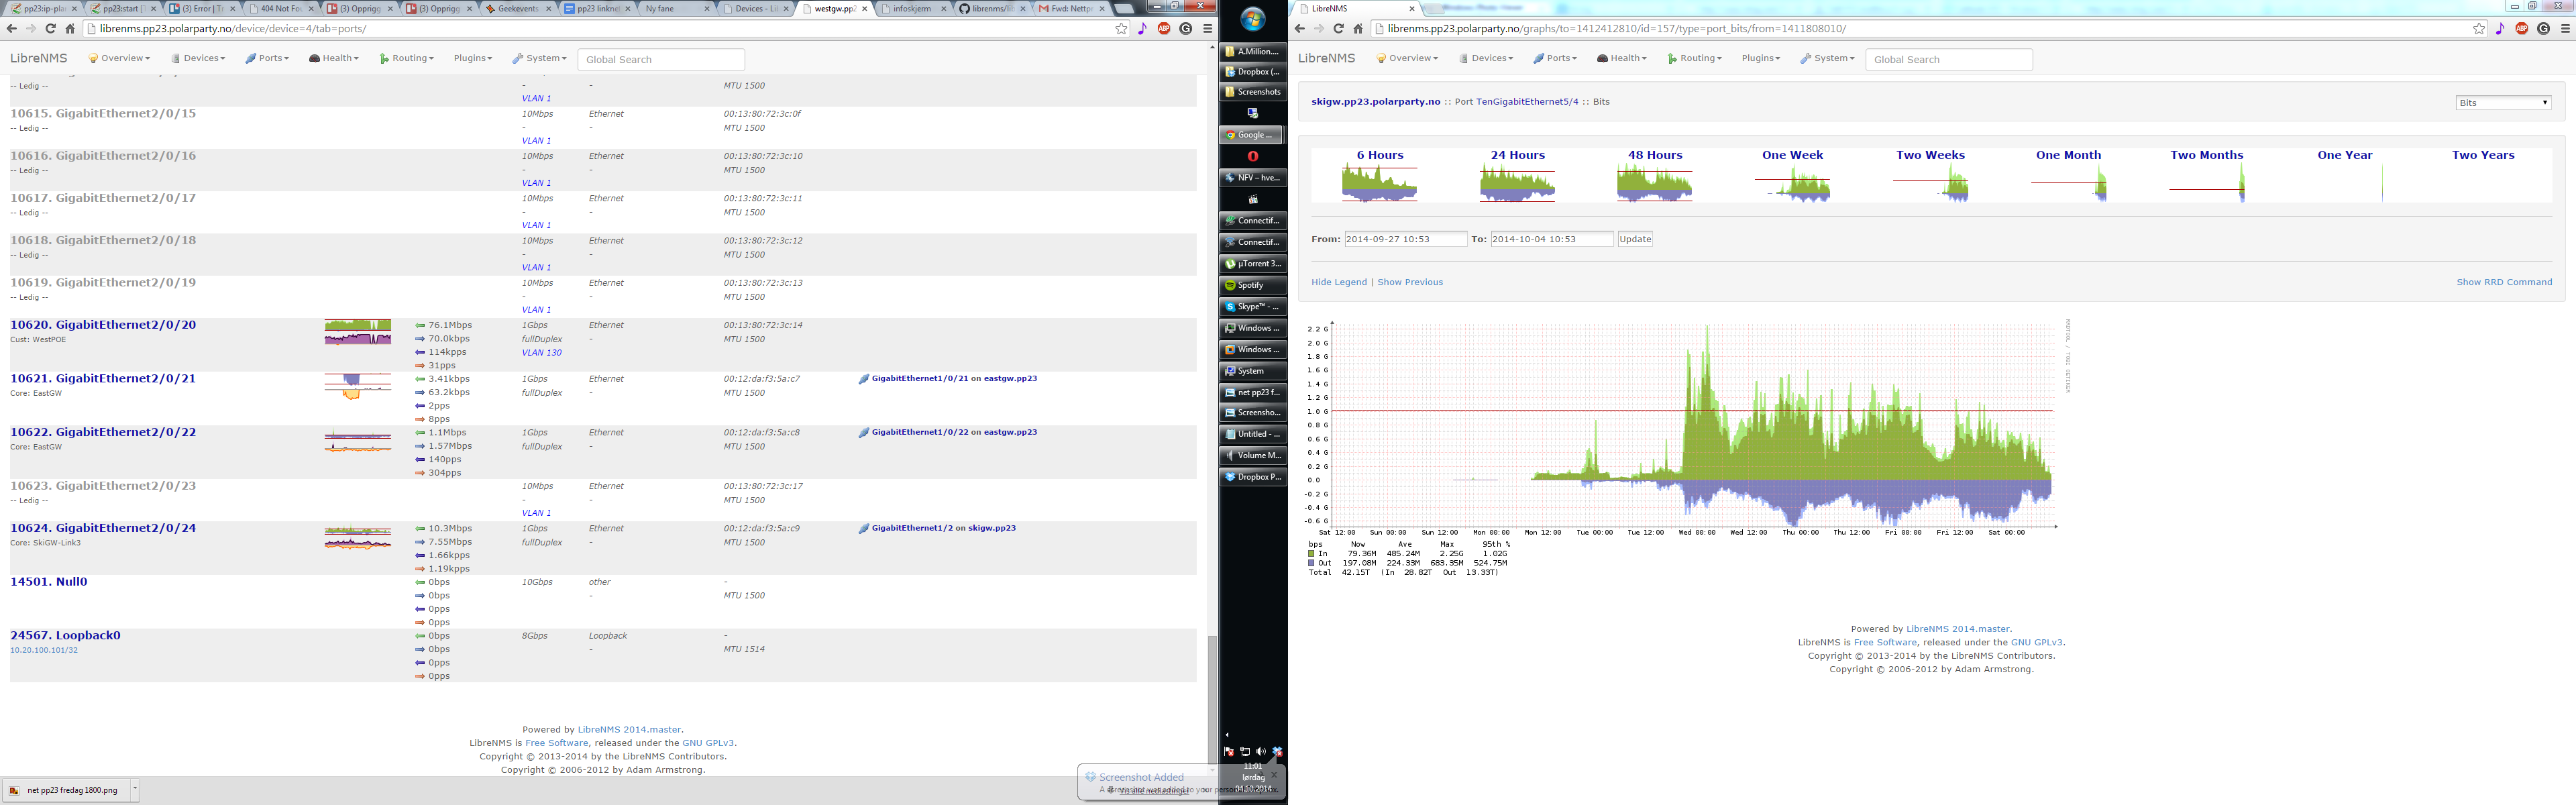 pp23:ip-pla
pp23:start [
(3) Error | T
404 Not Fo
(3) Opprigg
(3) Opprigg
Geekevents
pp23 linkne
Ny fane
Devices - Li
westgw.pp2
infoskjerm
librenms/li
Fwd: Nettpr
librenms.pp23.polarparty.no/device/device=4/tab=ports/
LibreNMS Overview Devices Ports Health Routing Plugins System Global Search
-- Ledig -- - - MTU 1500
VLAN 1
10615. GigabitEthernet2/0/15 10Mbps Ethernet 00:13:80:72:3c:0f
-- Ledig -- - - MTU 1500
VLAN 1
10616. GigabitEthernet2/0/16 10Mbps Ethernet 00:13:80:72:3c:10
-- Ledig -- - - MTU 1500
VLAN 1
10617. GigabitEthernet2/0/17 10Mbps Ethernet 00:13:80:72:3c:11
-- Ledig -- - - MTU 1500
VLAN 1
10618. GigabitEthernet2/0/18 10Mbps Ethernet 00:13:80:72:3c:12
-- Ledig -- - - MTU 1500
VLAN 1
10619. GigabitEthernet2/0/19 10Mbps Ethernet 00:13:80:72:3c:13
-- Ledig -- - - MTU 1500
VLAN 1
10620. GigabitEthernet2/0/20 76.1Mbps 1Gbps Ethernet 00:13:80:72:3c:14
Cust: WestPOE 70.0kbps fullDuplex - MTU 1500
114kpps VLAN 130
31pps
10621. GigabitEthernet2/0/21 3.41kbps 1Gbps Ethernet 00:12:da:f3:5a:c7 GigabitEthernet1/0/21 on eastgw.pp23
Core: EastGW 63.2kbps fullDuplex - MTU 1500
2pps
8pps
10622. GigabitEthernet2/0/22 1.1Mbps 1Gbps Ethernet 00:12:da:f3:5a:c8 GigabitEthernet1/0/22 on eastgw.pp23
Core: EastGW 1.57Mbps fullDuplex - MTU 1500
140pps
304pps
10623. GigabitEthernet2/0/23 10Mbps Ethernet 00:13:80:72:3c:17
-- Ledig -- - - MTU 1500
VLAN 1
10624. GigabitEthernet2/0/24 10.3Mbps 1Gbps Ethernet 00:12:da:f3:5a:c9 GigabitEthernet1/2 on skigw.pp23
Core: SkiGW-Link3 7.55Mbps fullDuplex - MTU 1500
1.66kpps
1.19kpps
14501. Null0 0bps 10Gbps other -
0bps - MTU 1500
0pps
0pps
24567. Loopback0 0bps 8Gbps Loopback -
10.20.100.101/32 0bps - MTU 1514
0pps
0pps
Powered by LibreNMS 2014.master.
LibreNMS is Free Software, released under the GNU GPLv3.
Copyright © 2013-2014 by the LibreNMS Contributors.
Copyright © 2006-2012 by Adam Armstrong.
net pp23 fredag 1800.png
Screenshot Added
A.Million....
Dropbox (...
Screenshots
Google ...
NFV – hve...
Connectif...
Connectif...
µTorrent 3...
Spotify
Skype™ - ...
Windows ...
Windows ...
System
net pp23 f...
Screensho...
Untitled - ...
Volume M...
Dropbox P...
11:01
lørdag
04.10.2014
LibreNMS
librenms.pp23.polarparty.no/graphs/to=1412412810/id=157/type=port_bits/from=1411808010/
LibreNMS Overview Devices Ports Health Routing Plugins System Global Search
skigw.pp23.polarparty.no :: Port TenGigabitEthernet5/4 :: Bits Bits
6 Hours 24 Hours 48 Hours One Week Two Weeks One Month Two Months One Year Two Years
From: 2014-09-27 10:53 To: 2014-10-04 10:53 Update
Hide Legend | Show Previous Show RRD Command
RRDTOOL / TOBI OETIKER
2.2 G
2.0 G
1.8 G
1.6 G
1.4 G
1.2 G
1.0 G
0.8 G
0.6 G
0.4 G
0.2 G
0.0
-0.2 G
-0.4 G
-0.6 G
Sat 12:00 Sun 00:00 Sun 12:00 Mon 00:00 Mon 12:00 Tue 00:00 Tue 12:00 Wed 00:00 Wed 12:00 Thu 00:00 Thu 12:00 Fri 00:00 Fri 12:00 Sat 00:00
bps Now Ave Max 95th %
In 79.36M 485.24M 2.25G 1.02G
Out 197.08M 224.33M 683.35M 524.75M
Total 42.15T (In 28.82T Out 13.33T)
Powered by LibreNMS 2014.master.
LibreNMS is Free Software, released under the GNU GPLv3.
Copyright © 2013-2014 by the LibreNMS Contributors.
Copyright © 2006-2012 by Adam Armstrong.